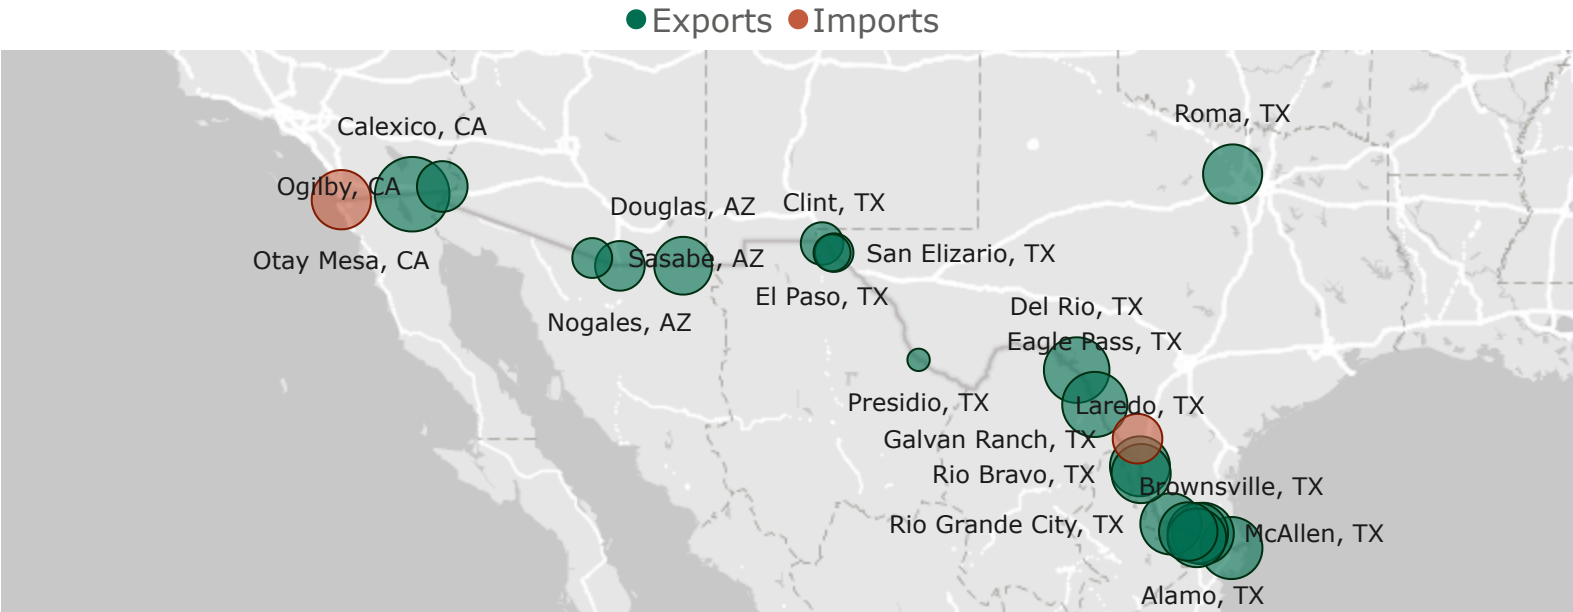 Exports Imports
Roma, TX
Calexico, CA
Ogilby, CA
Douglas, AZ
Clint, TX
Otay Mesa, CA
Sasabe, AZ
San Elizario, TX
El Paso, TX
Nogales, AZ
Del Rio, TX
Eagle Pass, TX
Presidio, TX
Laredo, TX
Galvan Ranch, TX
Rio Bravo, TX
Brownsville, TX
Rio Grande City, TX
McAllen, TX
Alamo, TX